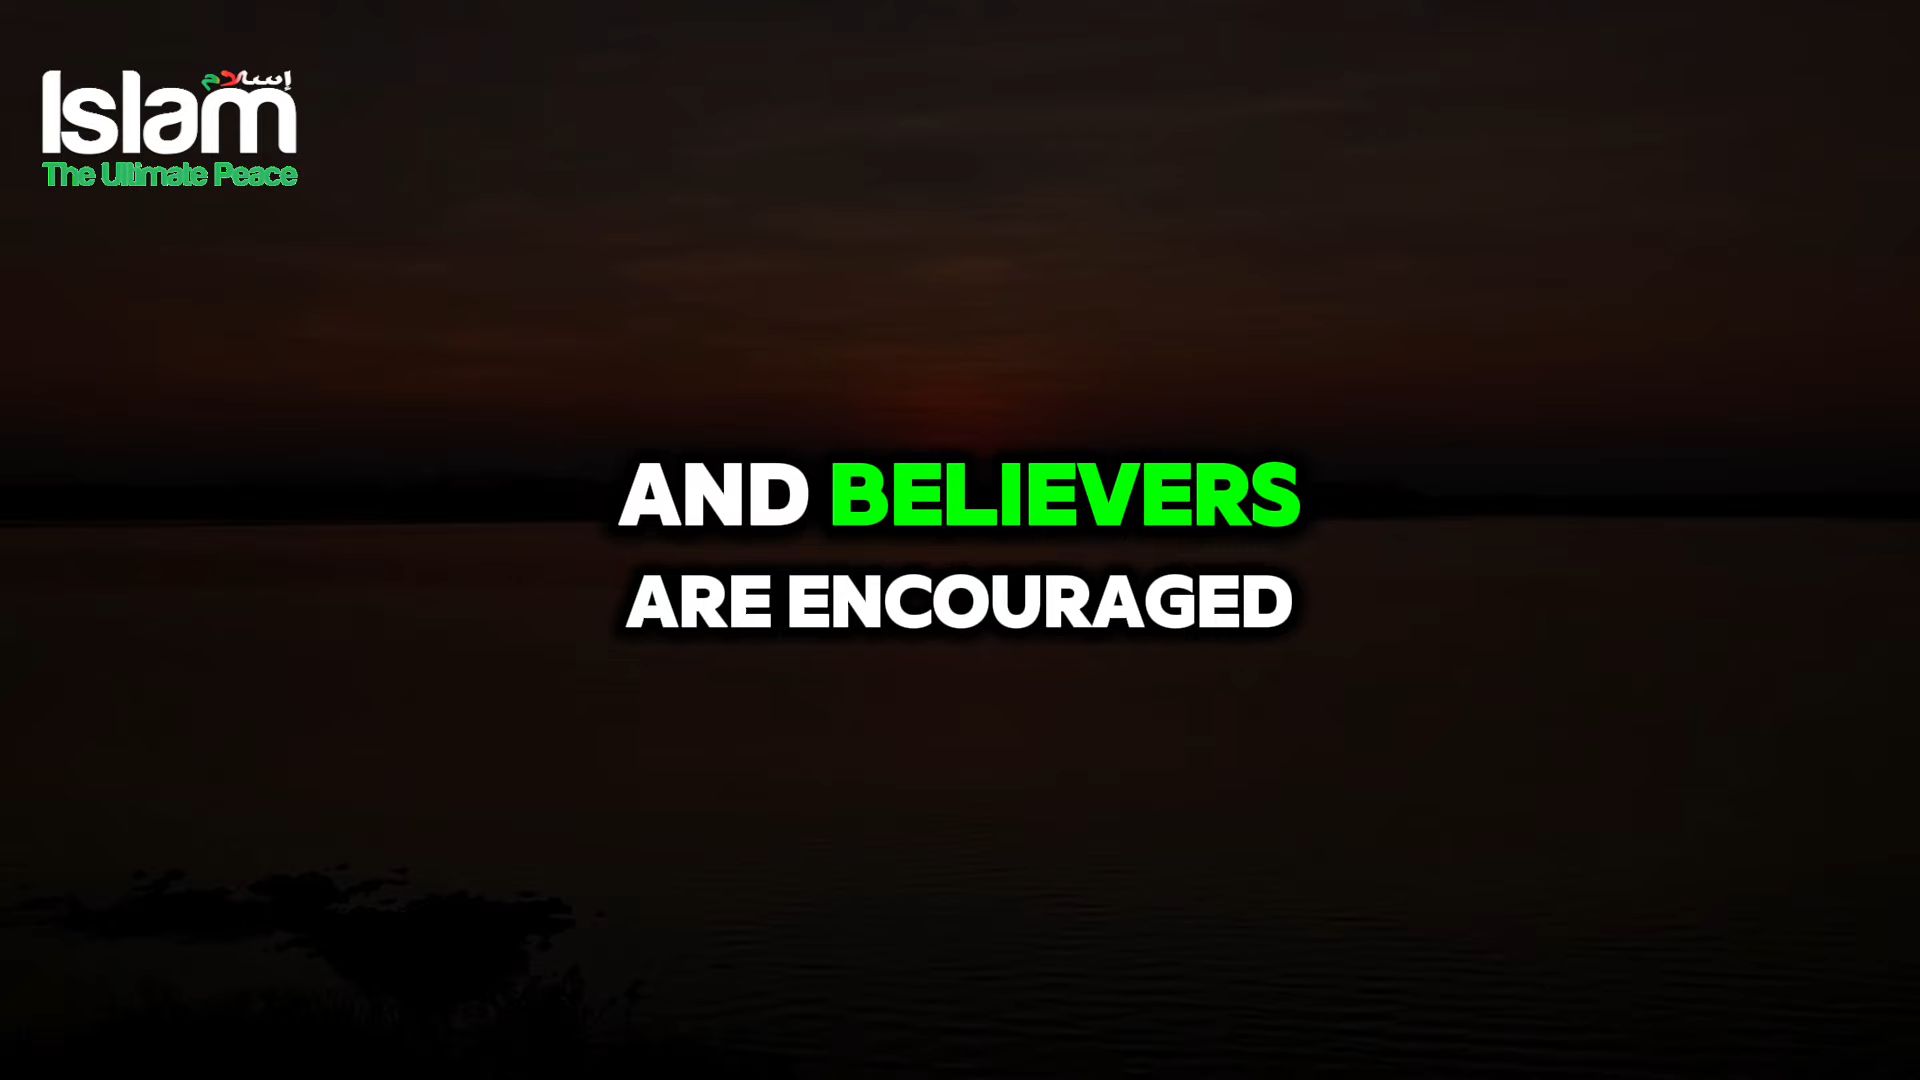 إسلام
Islam
The Ultimate Peace
AND BELIEVERS
ARE ENCOURAGED